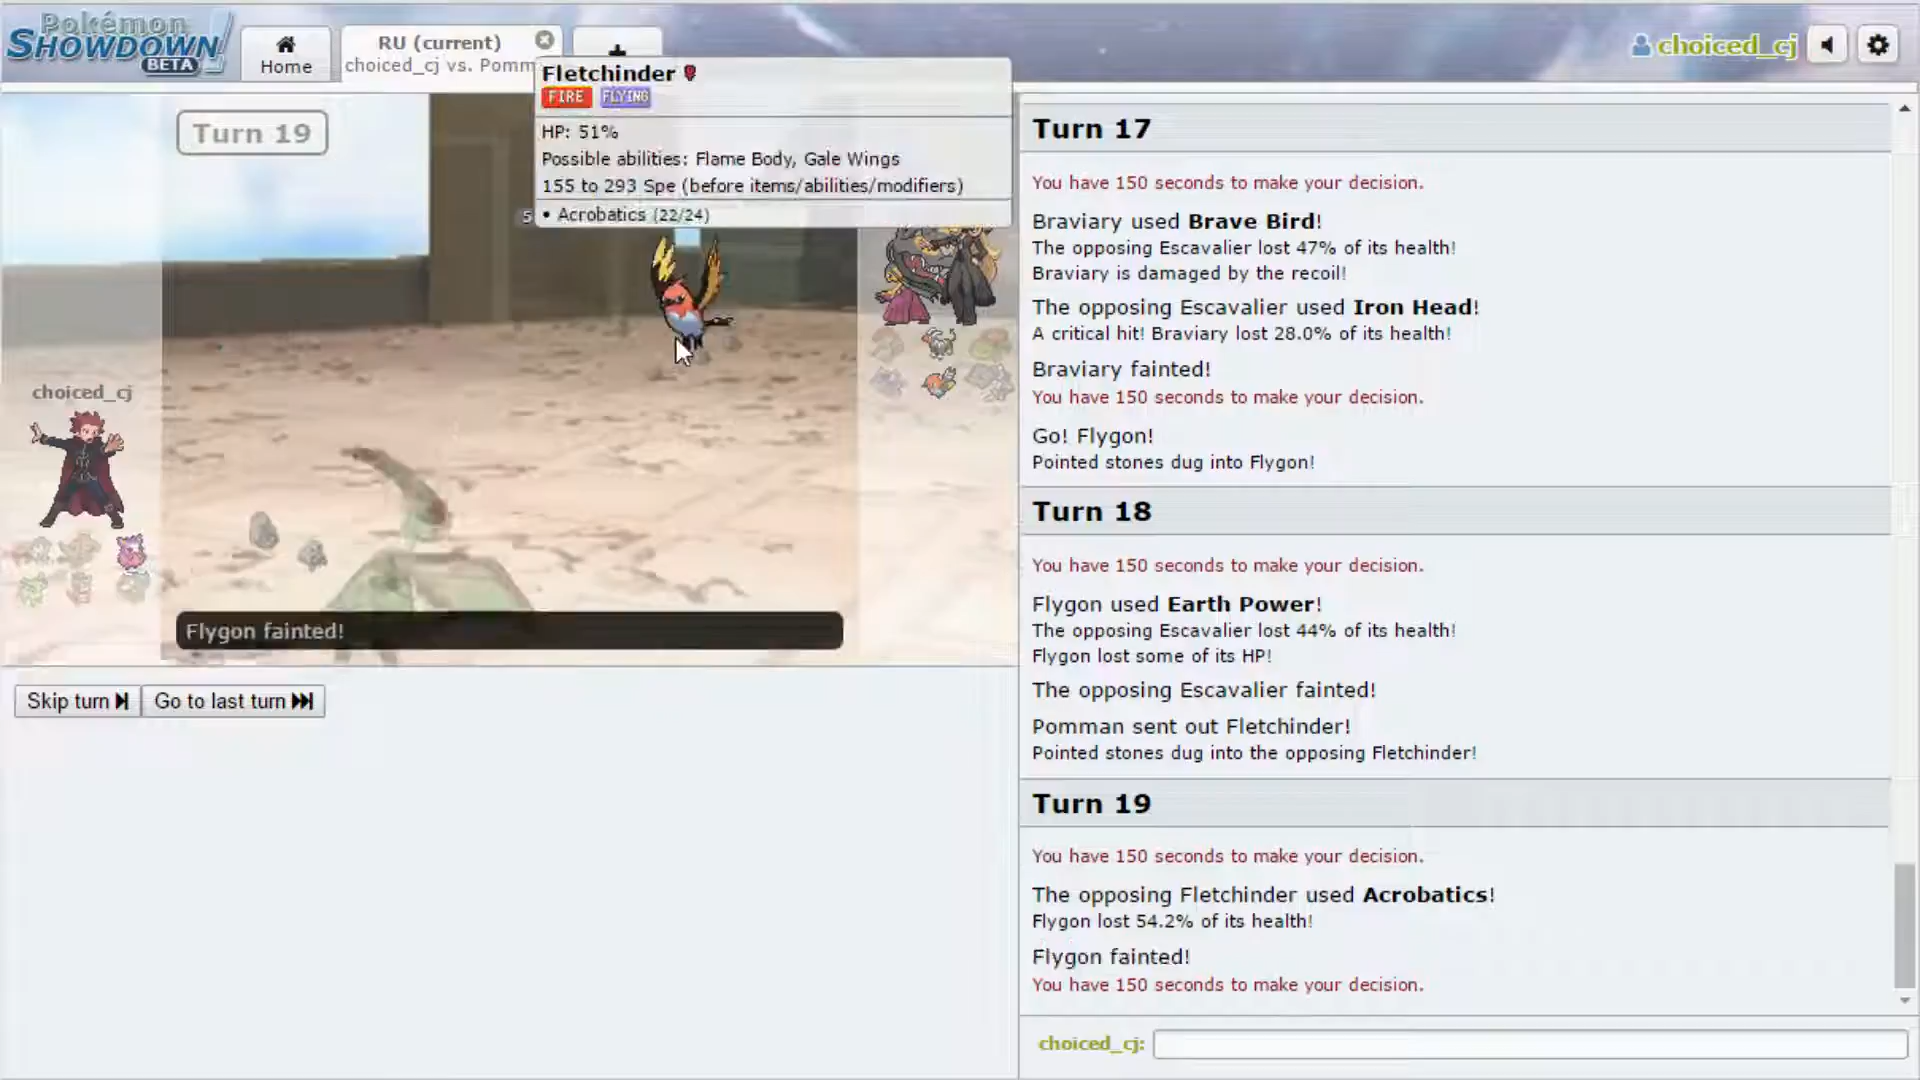 Pokémon
SHOWDOWN
BETA
Home
RU (current)
choiced_cj vs. Pomm
+
choiced_cj
Fletchinder
FIRE FLYING
HP: 51%
Possible abilities: Flame Body, Gale Wings
155 to 293 Spe (before items/abilities/modifiers)
5 • Acrobatics (22/24)
Turn 19
choiced_cj
Flygon fainted!
Skip turn
Go to last turn
Turn 17
You have 150 seconds to make your decision.
Braviary used Brave Bird!
The opposing Escavalier lost 47% of its health!
Braviary is damaged by the recoil!
The opposing Escavalier used Iron Head!
A critical hit! Braviary lost 28.0% of its health!
Braviary fainted!
You have 150 seconds to make your decision.
Go! Flygon!
Pointed stones dug into Flygon!
Turn 18
You have 150 seconds to make your decision.
Flygon used Earth Power!
The opposing Escavalier lost 44% of its health!
Flygon lost some of its HP!
The opposing Escavalier fainted!
Pomman sent out Fletchinder!
Pointed stones dug into the opposing Fletchinder!
Turn 19
You have 150 seconds to make your decision.
The opposing Fletchinder used Acrobatics!
Flygon lost 54.2% of its health!
Flygon fainted!
You have 150 seconds to make your decision.
choiced_cj: